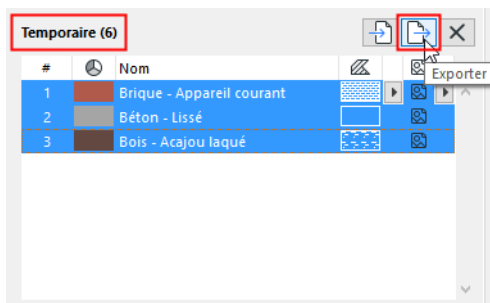 Temporaire (6)
# Nom
Exporter
1 Brique - Appareil courant
2 Béton - Lissé
3 Bois - Acajou laqué